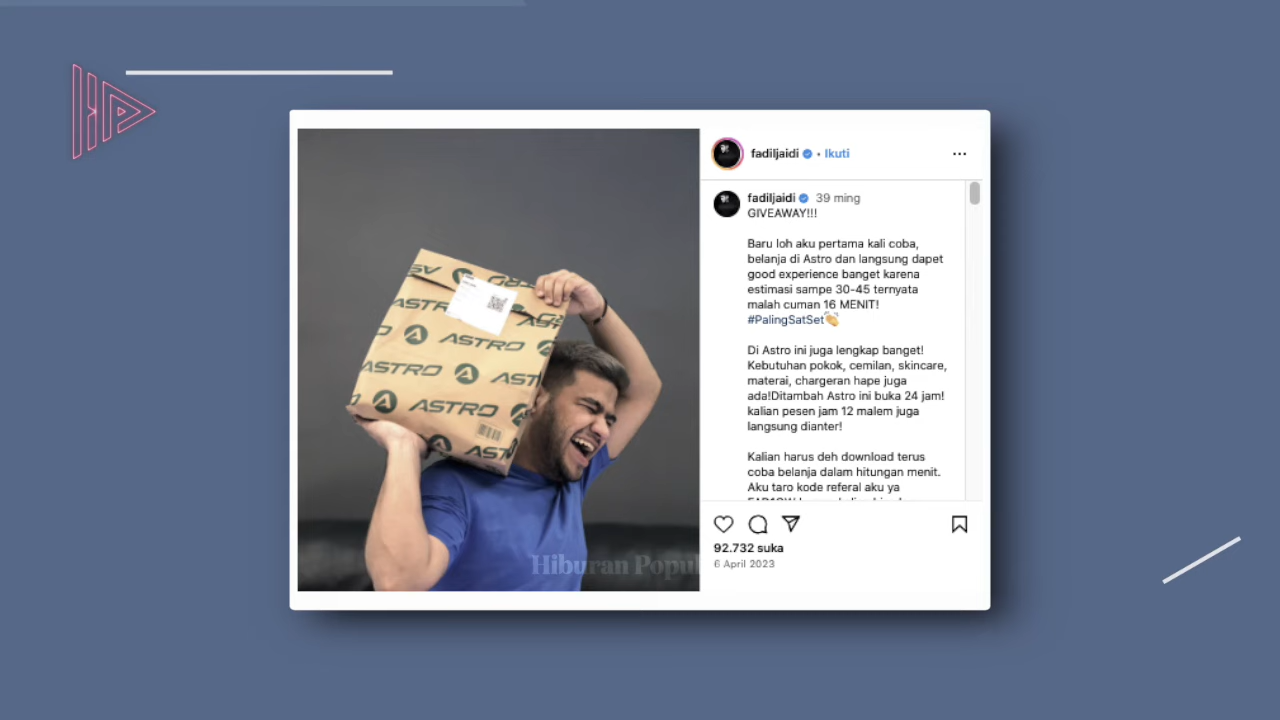 HP
ASTRO
ASTRO
ASTRO
ASTRO
ASTRO
Hiburan Popul
fadiljaidi • Ikuti
fadiljaidi 39 ming
GIVEAWAY!!!
Baru loh aku pertama kali coba,
belanja di Astro dan langsung dapet
good experience banget karena
estimasi sampe 30-45 ternyata
malah cuman 16 MENIT!
#PalingSatSet👏
Di Astro ini juga lengkap banget!
Kebutuhan pokok, cemilan, skincare,
materai, chargeran hape juga
ada!Ditambah Astro ini buka 24 jam!
kalian pesen jam 12 malem juga
langsung dianter!
Kalian harus deh download terus
coba belanja dalam hitungan menit.
Aku taro kode referal aku ya
92.732 suka
6 April 2023